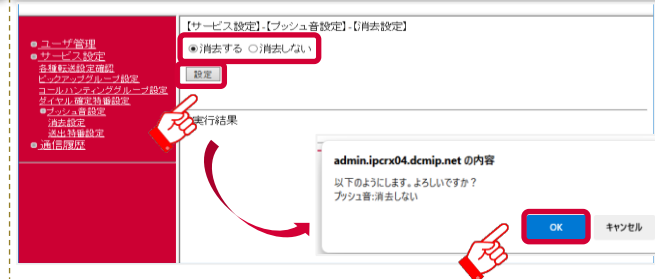 【サービス設定】-【プッシュ音設定】-【消去設定】
ユーザ管理
サービス設定
各種転送設定確認
ピックアップグループ設定
コールハンティンググループ設定
ダイヤル確定特番設定
プッシュ音設定
消去設定
送出特番設定
通信履歴
消去する 消去しない
設定
実行結果
admin.ipcrx04.dcmip.net の内容
以下のようにします。よろしいですか？
プッシュ音:消去しない
OK キャンセル